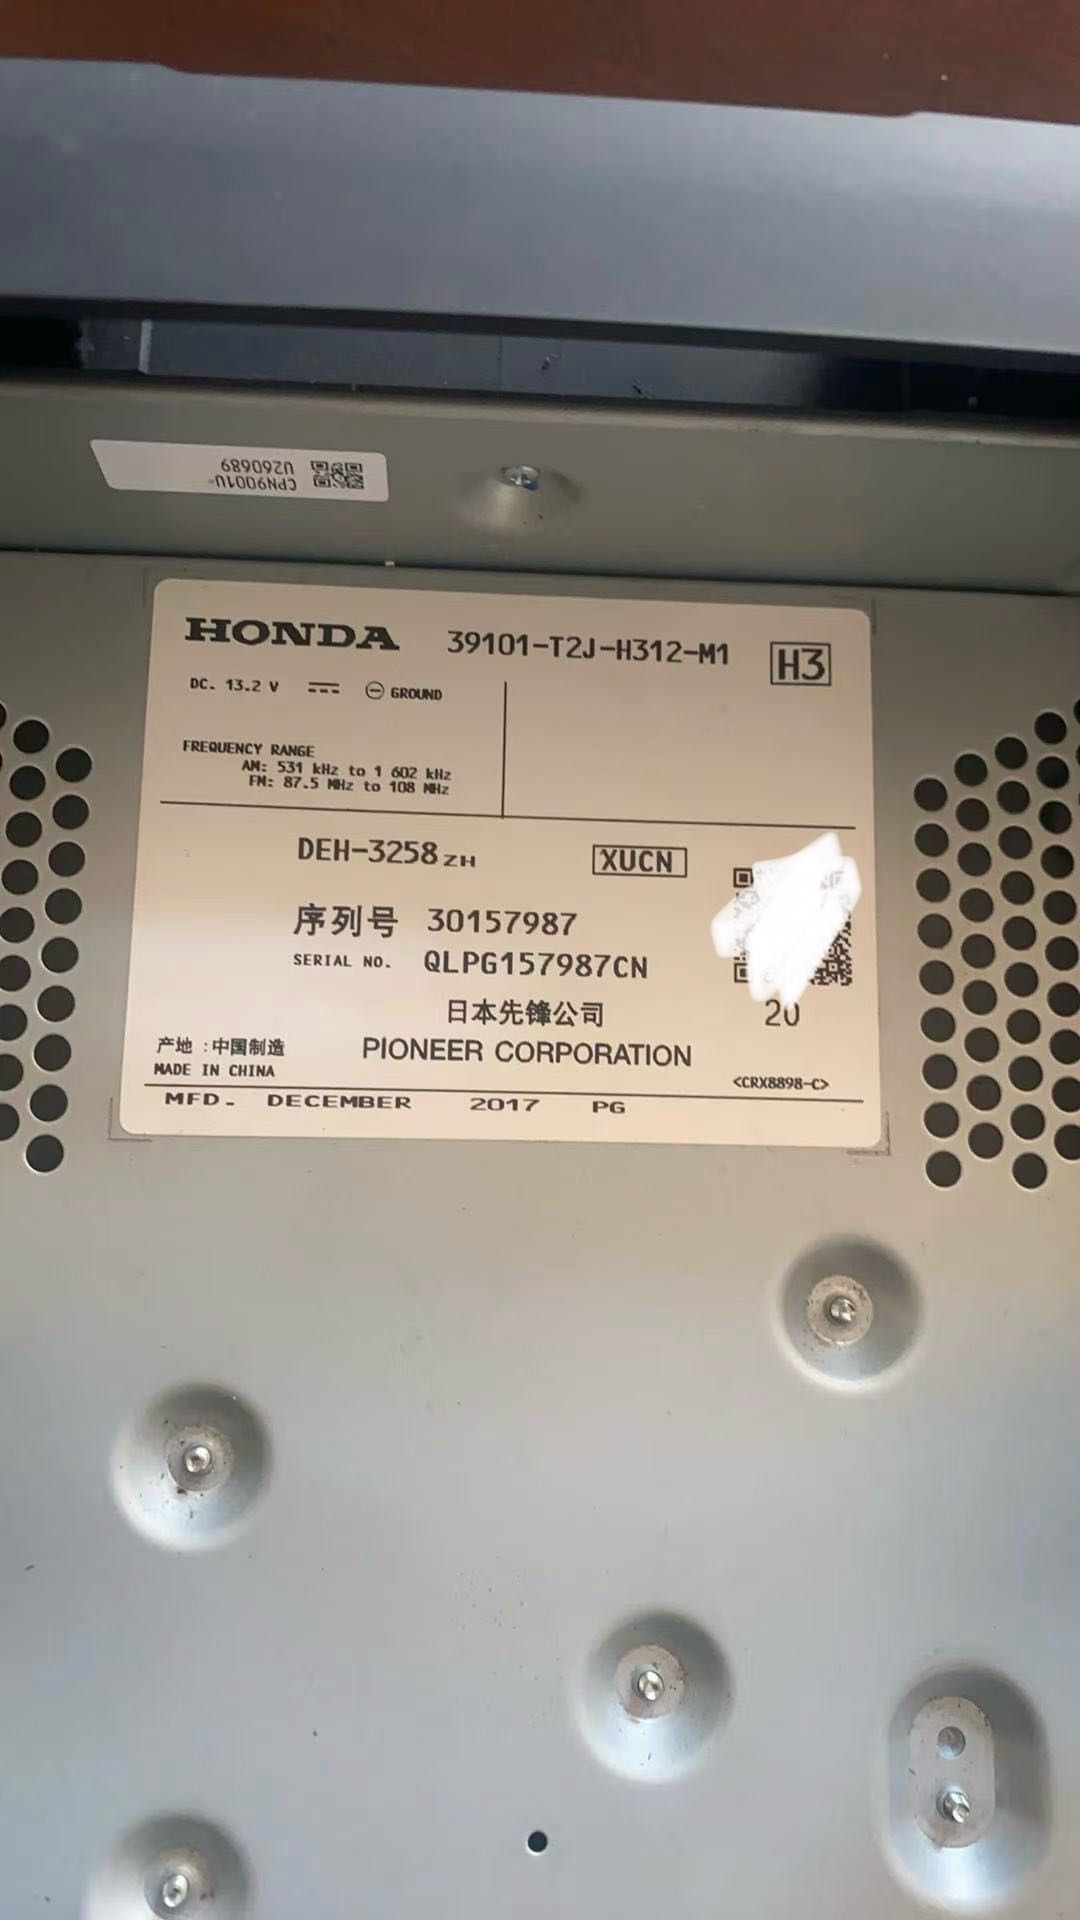 CPN9001U
U260689
HONDA 39101-T2J-H312-M1 H3
DC. 13.2 V GROUND
FREQUENCY RANGE
AM: 531 kHz to 1 602 kHz
FM: 87.5 MHz to 108 MHz
DEH-3258ZH XUCN
序列号 30157987
SERIAL NO. QLPG157987CN
日本先锋公司 20
产地:中国制造 PIONEER CORPORATION
MADE IN CHINA <CRX8898-C>
MFD- DECEMBER 2017 PG